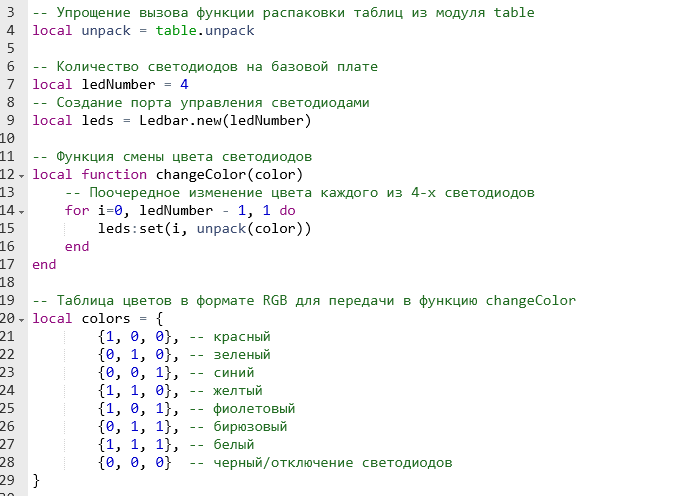 3 -- Упрощение вызова функции распаковки таблиц из модуля table
4 local unpack = table.unpack
5
6 -- Количество светодиодов на базовой плате
7 local ledNumber = 4
8 -- Создание порта управления светодиодами
9 local leds = Ledbar.new(ledNumber)
10
11 -- Функция смены цвета светодиодов
12 local function changeColor(color)
13     -- Поочередное изменение цвета каждого из 4-х светодиодов
14     for i=0, ledNumber - 1, 1 do
15         leds:set(i, unpack(color))
16     end
17 end
18
19 -- Таблица цветов в формате RGB для передачи в функцию changeColor
20 local colors = {
21         {1, 0, 0}, -- красный
22         {0, 1, 0}, -- зеленый
23         {0, 0, 1}, -- синий
24         {1, 1, 0}, -- желтый
25         {1, 0, 1}, -- фиолетовый
26         {0, 1, 1}, -- бирюзовый
27         {1, 1, 1}, -- белый
28         {0, 0, 0}  -- черный/отключение светодиодов
29 }